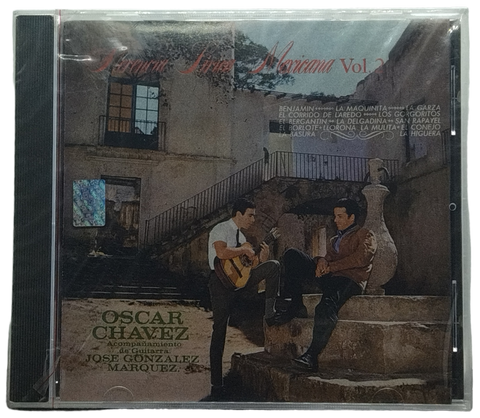 Herencia Lírica Mexicana Vol. 2
BENJAMIN LA MAQUINITA LA GARZA
EL CORRIDO DE LAREDO LOS GORGORITOS
EL BERGANTIN LA DELGADINA SAN RAFAYEL
EL BORLOTE LLORONA LA MULITA EL CONEJO
LA BASURA LA HIGUERA
OSCAR
CHAVEZ
Acompañamiento
de Guitarra:
JOSE GONZALEZ
MARQUEZ